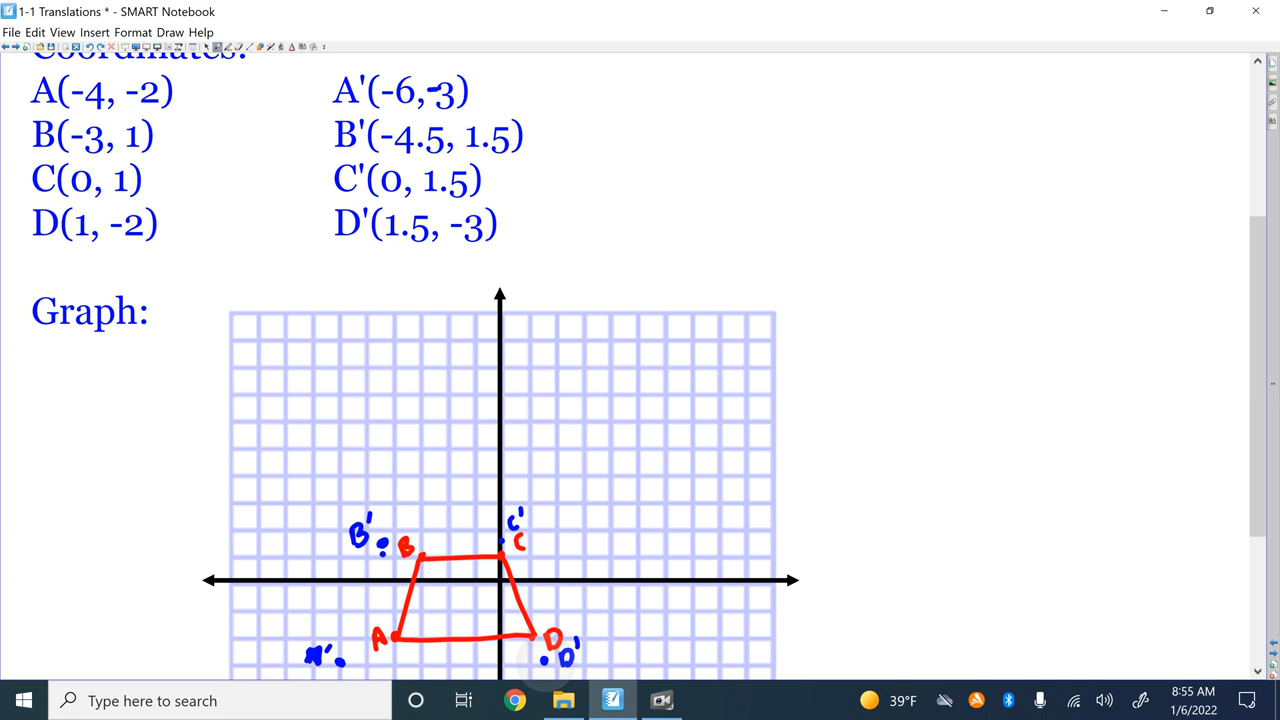 1-1 Translations * - SMART Notebook
File Edit View Insert Format Draw Help
Coordinates:
A(-4, -2) A'(-6,-3)
B(-3, 1) B'(-4.5, 1.5)
C(0, 1) C'(0, 1.5)
D(1, -2) D'(1.5, -3)
Graph:
B' B C' C
A D
A' D'
Type here to search
39°F
8:55 AM
1/6/2022